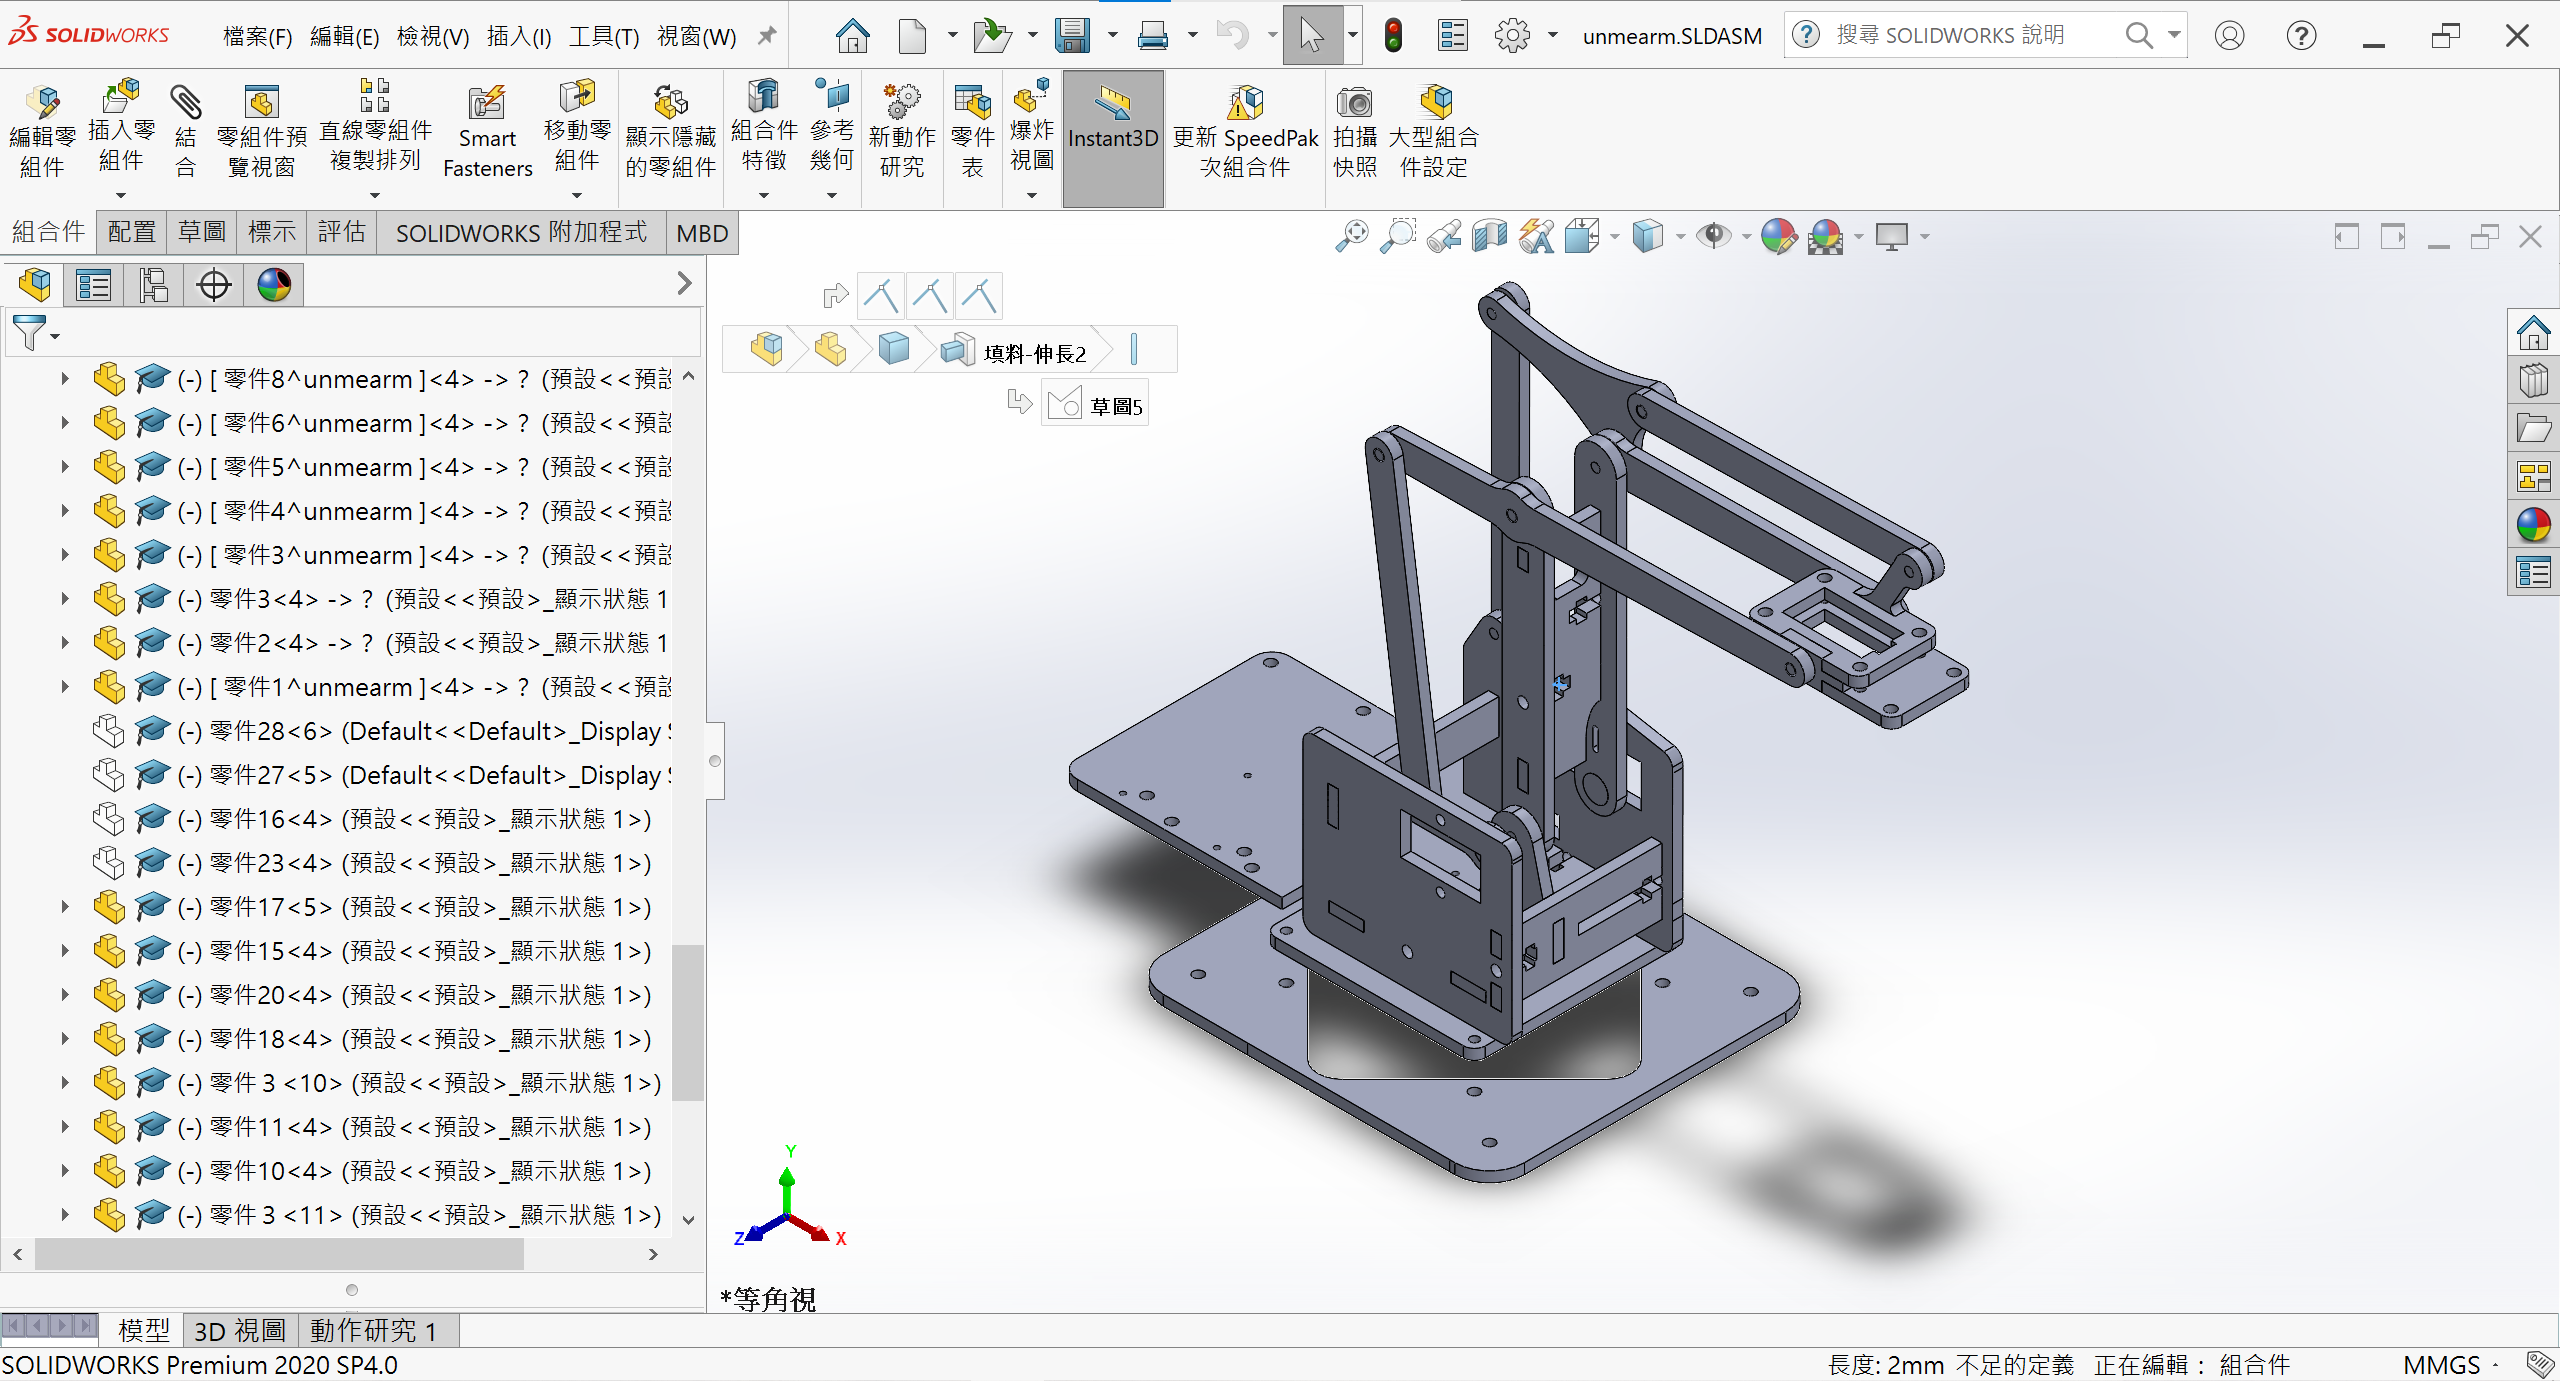 SOLIDWORKS 檔案(F) 編輯(E) 檢視(V) 插入(I) 工具(T) 視窗(W) unmearm.SLDASM 搜尋 SOLIDWORKS 說明
編輯零
組件
插入零
組件
結
合
零組件預
覽視窗
直線零組件
複製排列
Smart
Fasteners
移動零
組件
顯示隱藏
的零組件
組合件
特徵
參考
幾何
新動作
研究
零件
表
爆炸
視圖
Instant3D
更新 SpeedPak
次組合件
拍攝
快照
大型組合
件設定
組合件 配置 草圖 標示 評估 SOLIDWORKS 附加程式 MBD
(-) [ 零件8^unmearm ]<4> -> ? (預設<<預設
(-) [ 零件6^unmearm ]<4> -> ? (預設<<預設
(-) [ 零件5^unmearm ]<4> -> ? (預設<<預設
(-) [ 零件4^unmearm ]<4> -> ? (預設<<預設
(-) [ 零件3^unmearm ]<4> -> ? (預設<<預設
(-) 零件3<4> -> ? (預設<<預設>_顯示狀態 1
(-) 零件2<4> -> ? (預設<<預設>_顯示狀態 1
(-) [ 零件1^unmearm ]<4> -> ? (預設<<預設
(-) 零件28<6> (Default<<Default>_Display
(-) 零件27<5> (Default<<Default>_Display
(-) 零件16<4> (預設<<預設>_顯示狀態 1>)
(-) 零件23<4> (預設<<預設>_顯示狀態 1>)
(-) 零件17<5> (預設<<預設>_顯示狀態 1>)
(-) 零件15<4> (預設<<預設>_顯示狀態 1>)
(-) 零件20<4> (預設<<預設>_顯示狀態 1>)
(-) 零件18<4> (預設<<預設>_顯示狀態 1>)
(-) 零件 3 <10> (預設<<預設>_顯示狀態 1>)
(-) 零件11<4> (預設<<預設>_顯示狀態 1>)
(-) 零件10<4> (預設<<預設>_顯示狀態 1>)
(-) 零件 3 <11> (預設<<預設>_顯示狀態 1>)
填料-伸長2
草圖5
Y
Z
X
*等角視
模型 3D 視圖 動作研究 1
SOLIDWORKS Premium 2020 SP4.0 長度: 2mm 不足的定義 正在編輯： 組合件 MMGS